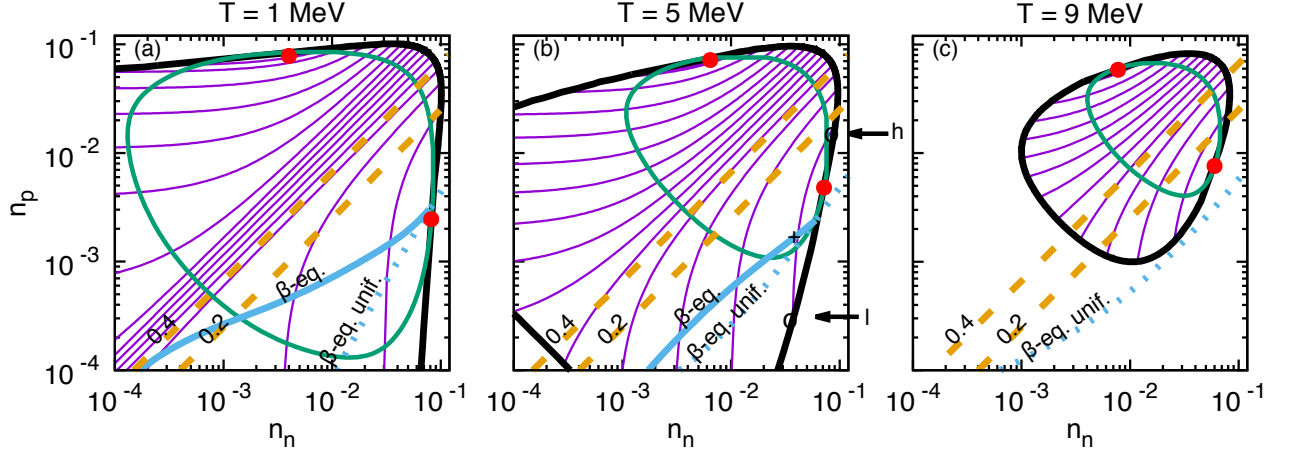 T = 1 MeV
T = 5 MeV
T = 9 MeV
(a)
(b)
(c)
10^-1
10^-2
10^-3
10^-4
n_p
h
l
β-eq.
β-eq. unif.
0.4
0.2
β-eq.
β-eq. unif.
0.4
0.2
β-eq. unif.
0.4
0.2
10^-4 10^-3 10^-2 10^-1
10^-4 10^-3 10^-2 10^-1
10^-4 10^-3 10^-2 10^-1
n_n
n_n
n_n